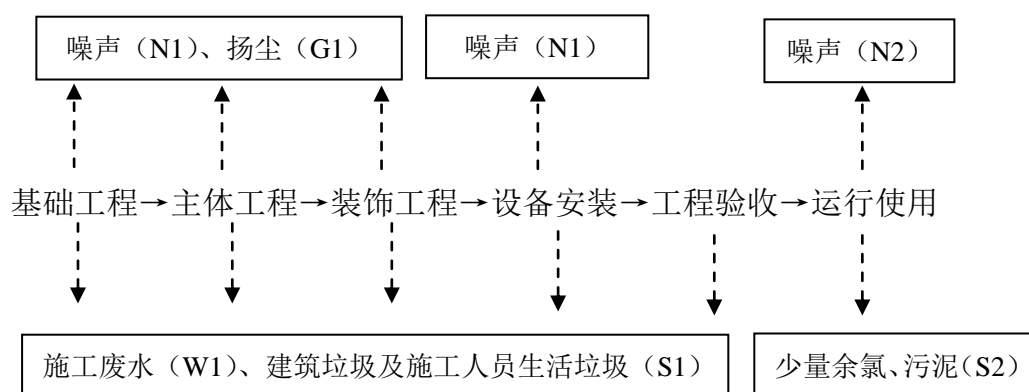 噪声（N1）、扬尘（G1）
噪声（N1）
噪声（N2）
基础工程→主体工程→装饰工程→设备安装→工程验收→运行使用
施工废水（W1）、建筑垃圾及施工人员生活垃圾（S1）
少量余氯、污泥（S2）